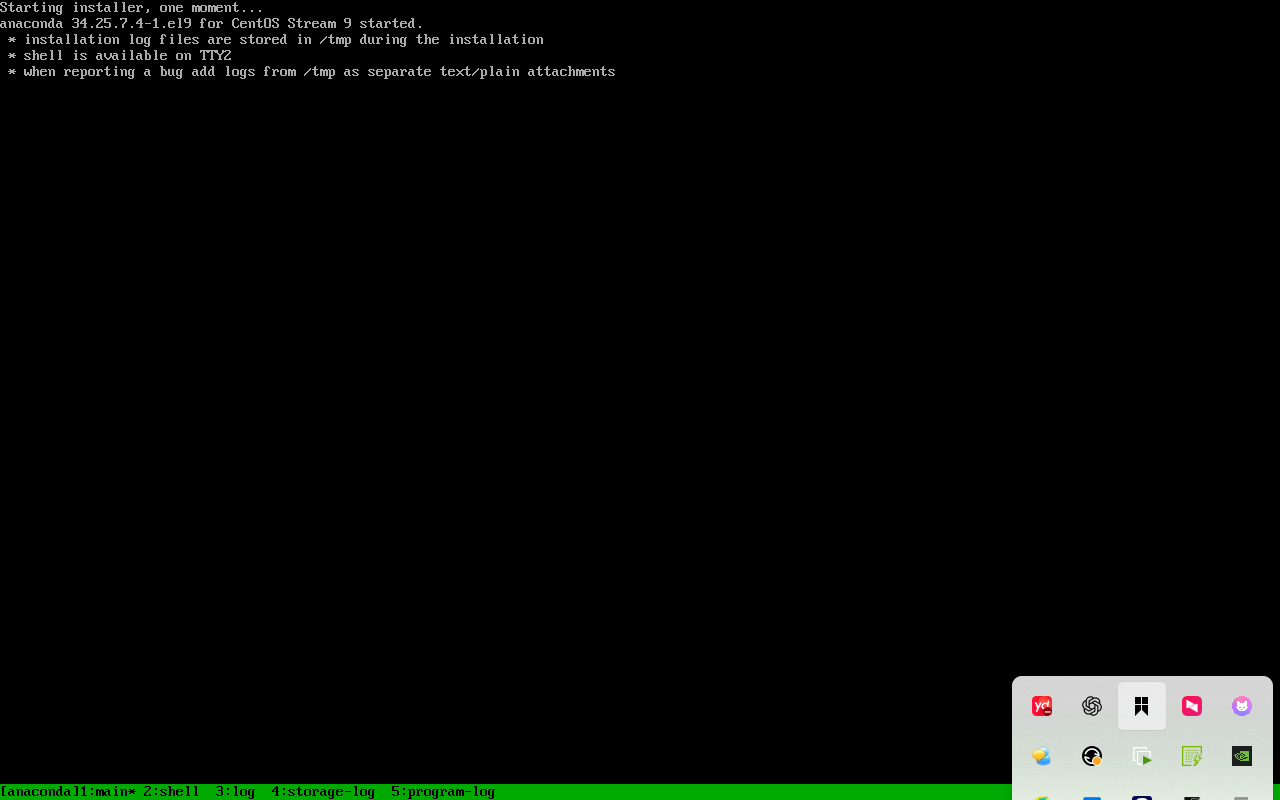 Starting installer, one moment...
anaconda 34.25.7.4-1.el9 for CentOS Stream 9 started.
 * installation log files are stored in /tmp during the installation
 * shell is available on TTY2
 * when reporting a bug add logs from /tmp as separate text/plain attachments
yd
[anaconda]1:main* 2:shell  3:log  4:storage-log  5:program-log